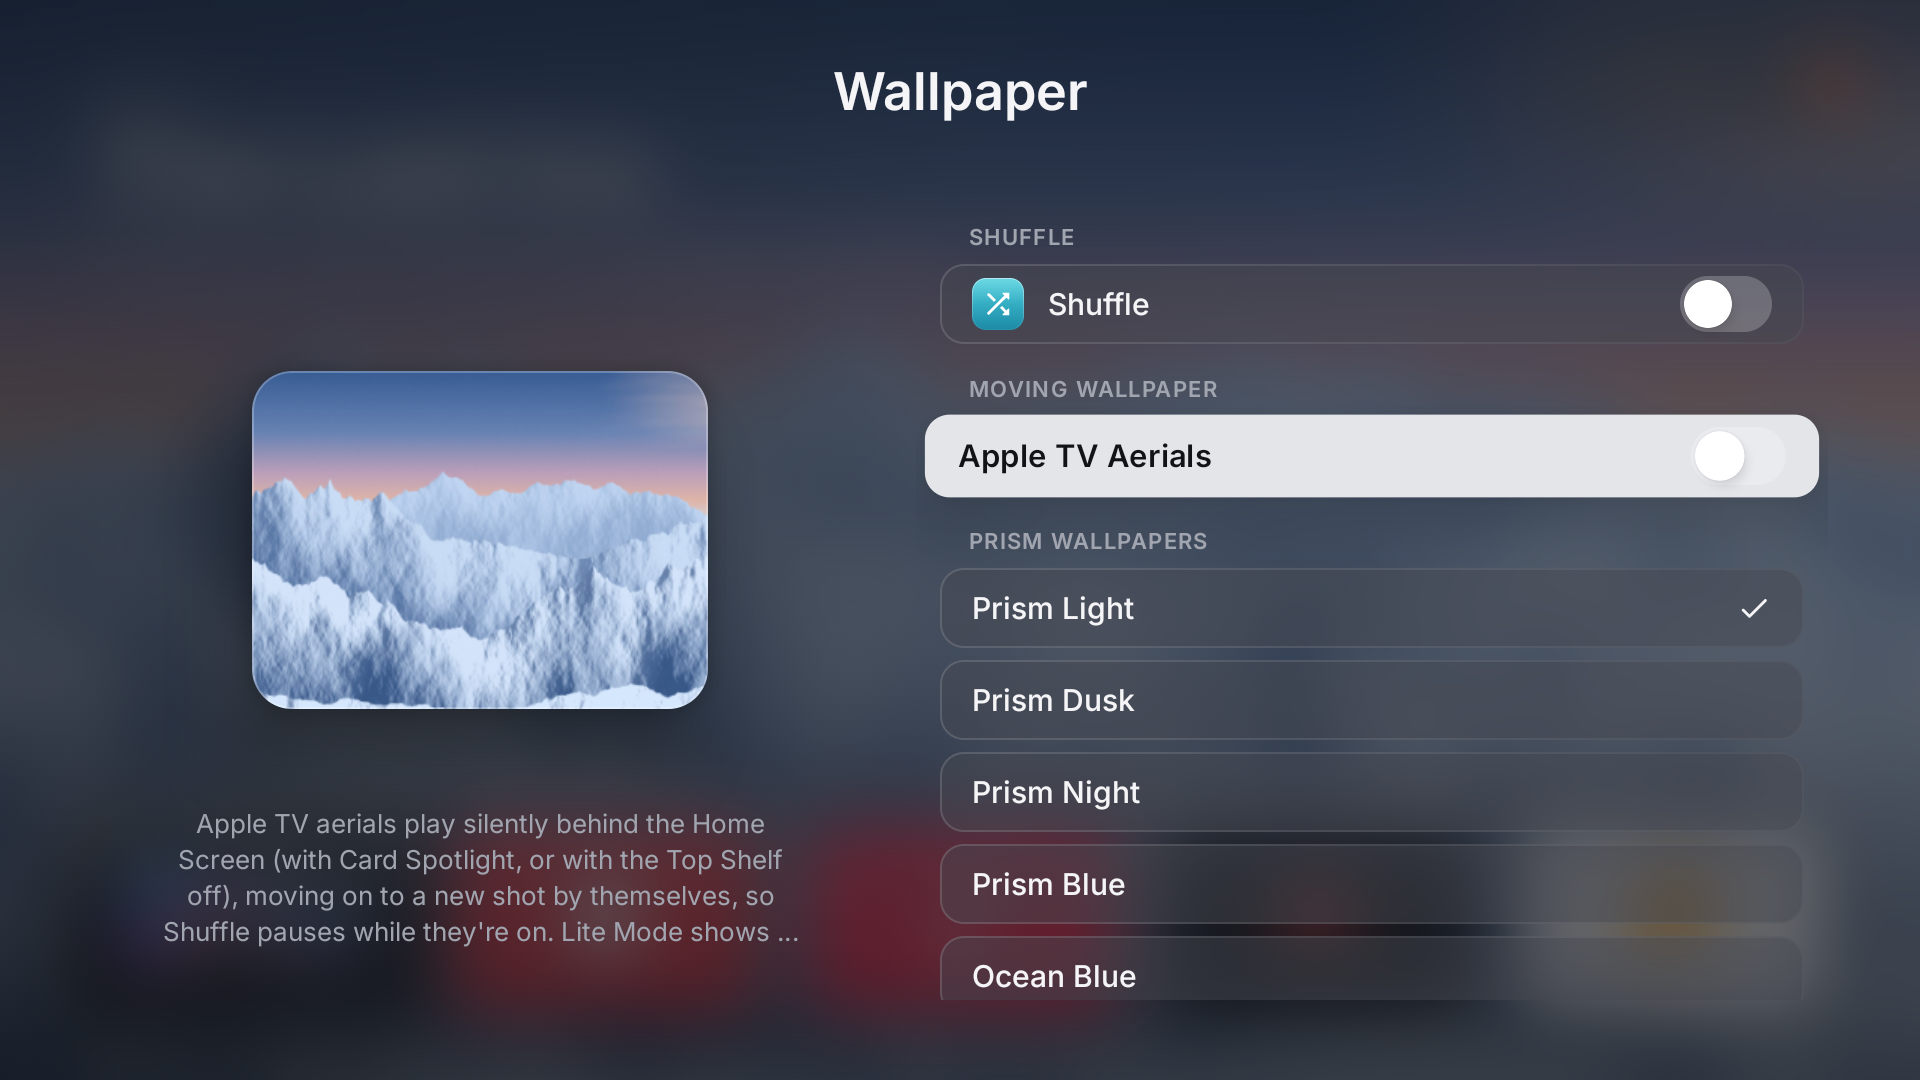 Wallpaper
SHUFFLE
Shuffle
MOVING WALLPAPER
Apple TV Aerials
PRISM WALLPAPERS
Prism Light
Prism Dusk
Prism Night
Prism Blue
Ocean Blue
Apple TV aerials play silently behind the Home
Screen (with Card Spotlight, or with the Top Shelf
off), moving on to a new shot by themselves, so
Shuffle pauses while they're on. Lite Mode shows ...